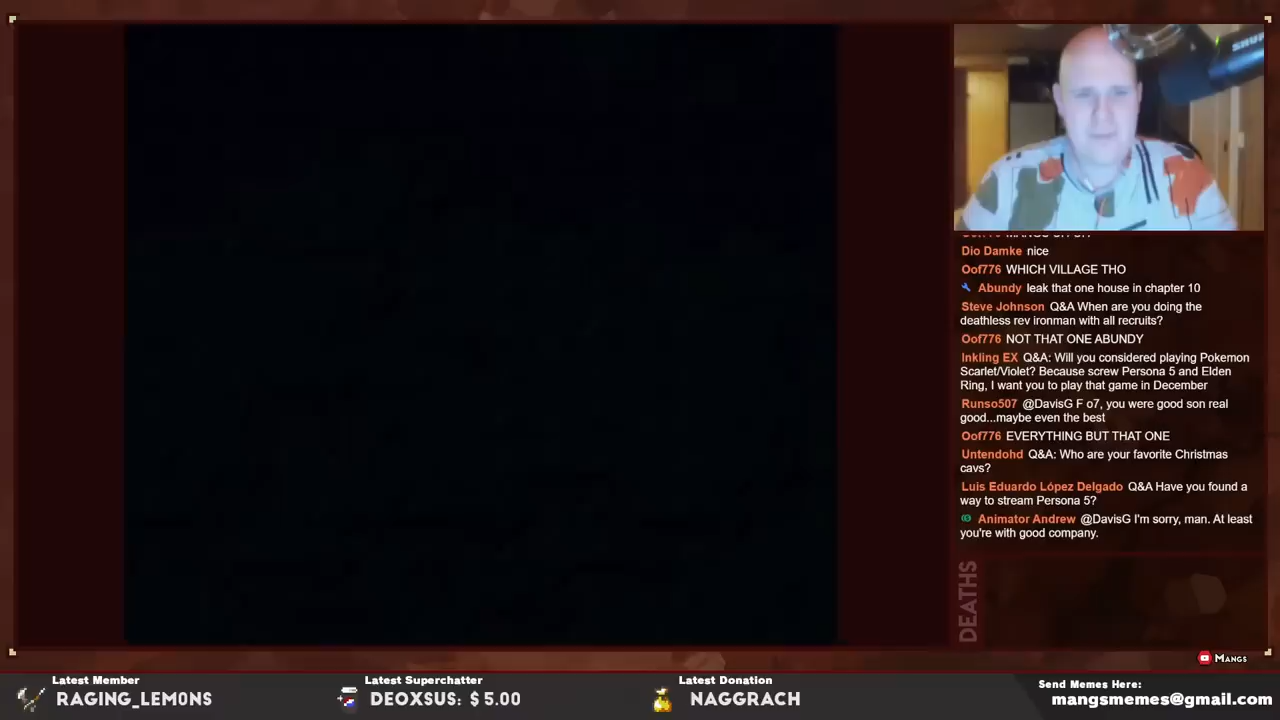 Dio Damke nice
Oof776 WHICH VILLAGE THO
Abundy leak that one house in chapter 10
Steve Johnson Q&A When are you doing the
deathless rev ironman with all recruits?
Oof776 NOT THAT ONE ABUNDY
Inkling EX Q&A: Will you considered playing Pokemon
Scarlet/Violet? Because screw Persona 5 and Elden
Ring, I want you to play that game in December
Runso507 @DavisG F o7, you were good son real
good...maybe even the best
Oof776 EVERYTHING BUT THAT ONE
Untendohd Q&A: Who are your favorite Christmas
cavs?
Luis Eduardo López Delgado Q&A Have you found a
way to stream Persona 5?
Animator Andrew @DavisG I'm sorry, man. At least
you're with good company.
DEATHS
MANGS
Latest Member
RAGING_LEMONS
Latest Superchatter
DEOXSUS: $ 5.00
Latest Donation
NAGGRACH
Send Memes Here:
mangsmemes@gmail.com